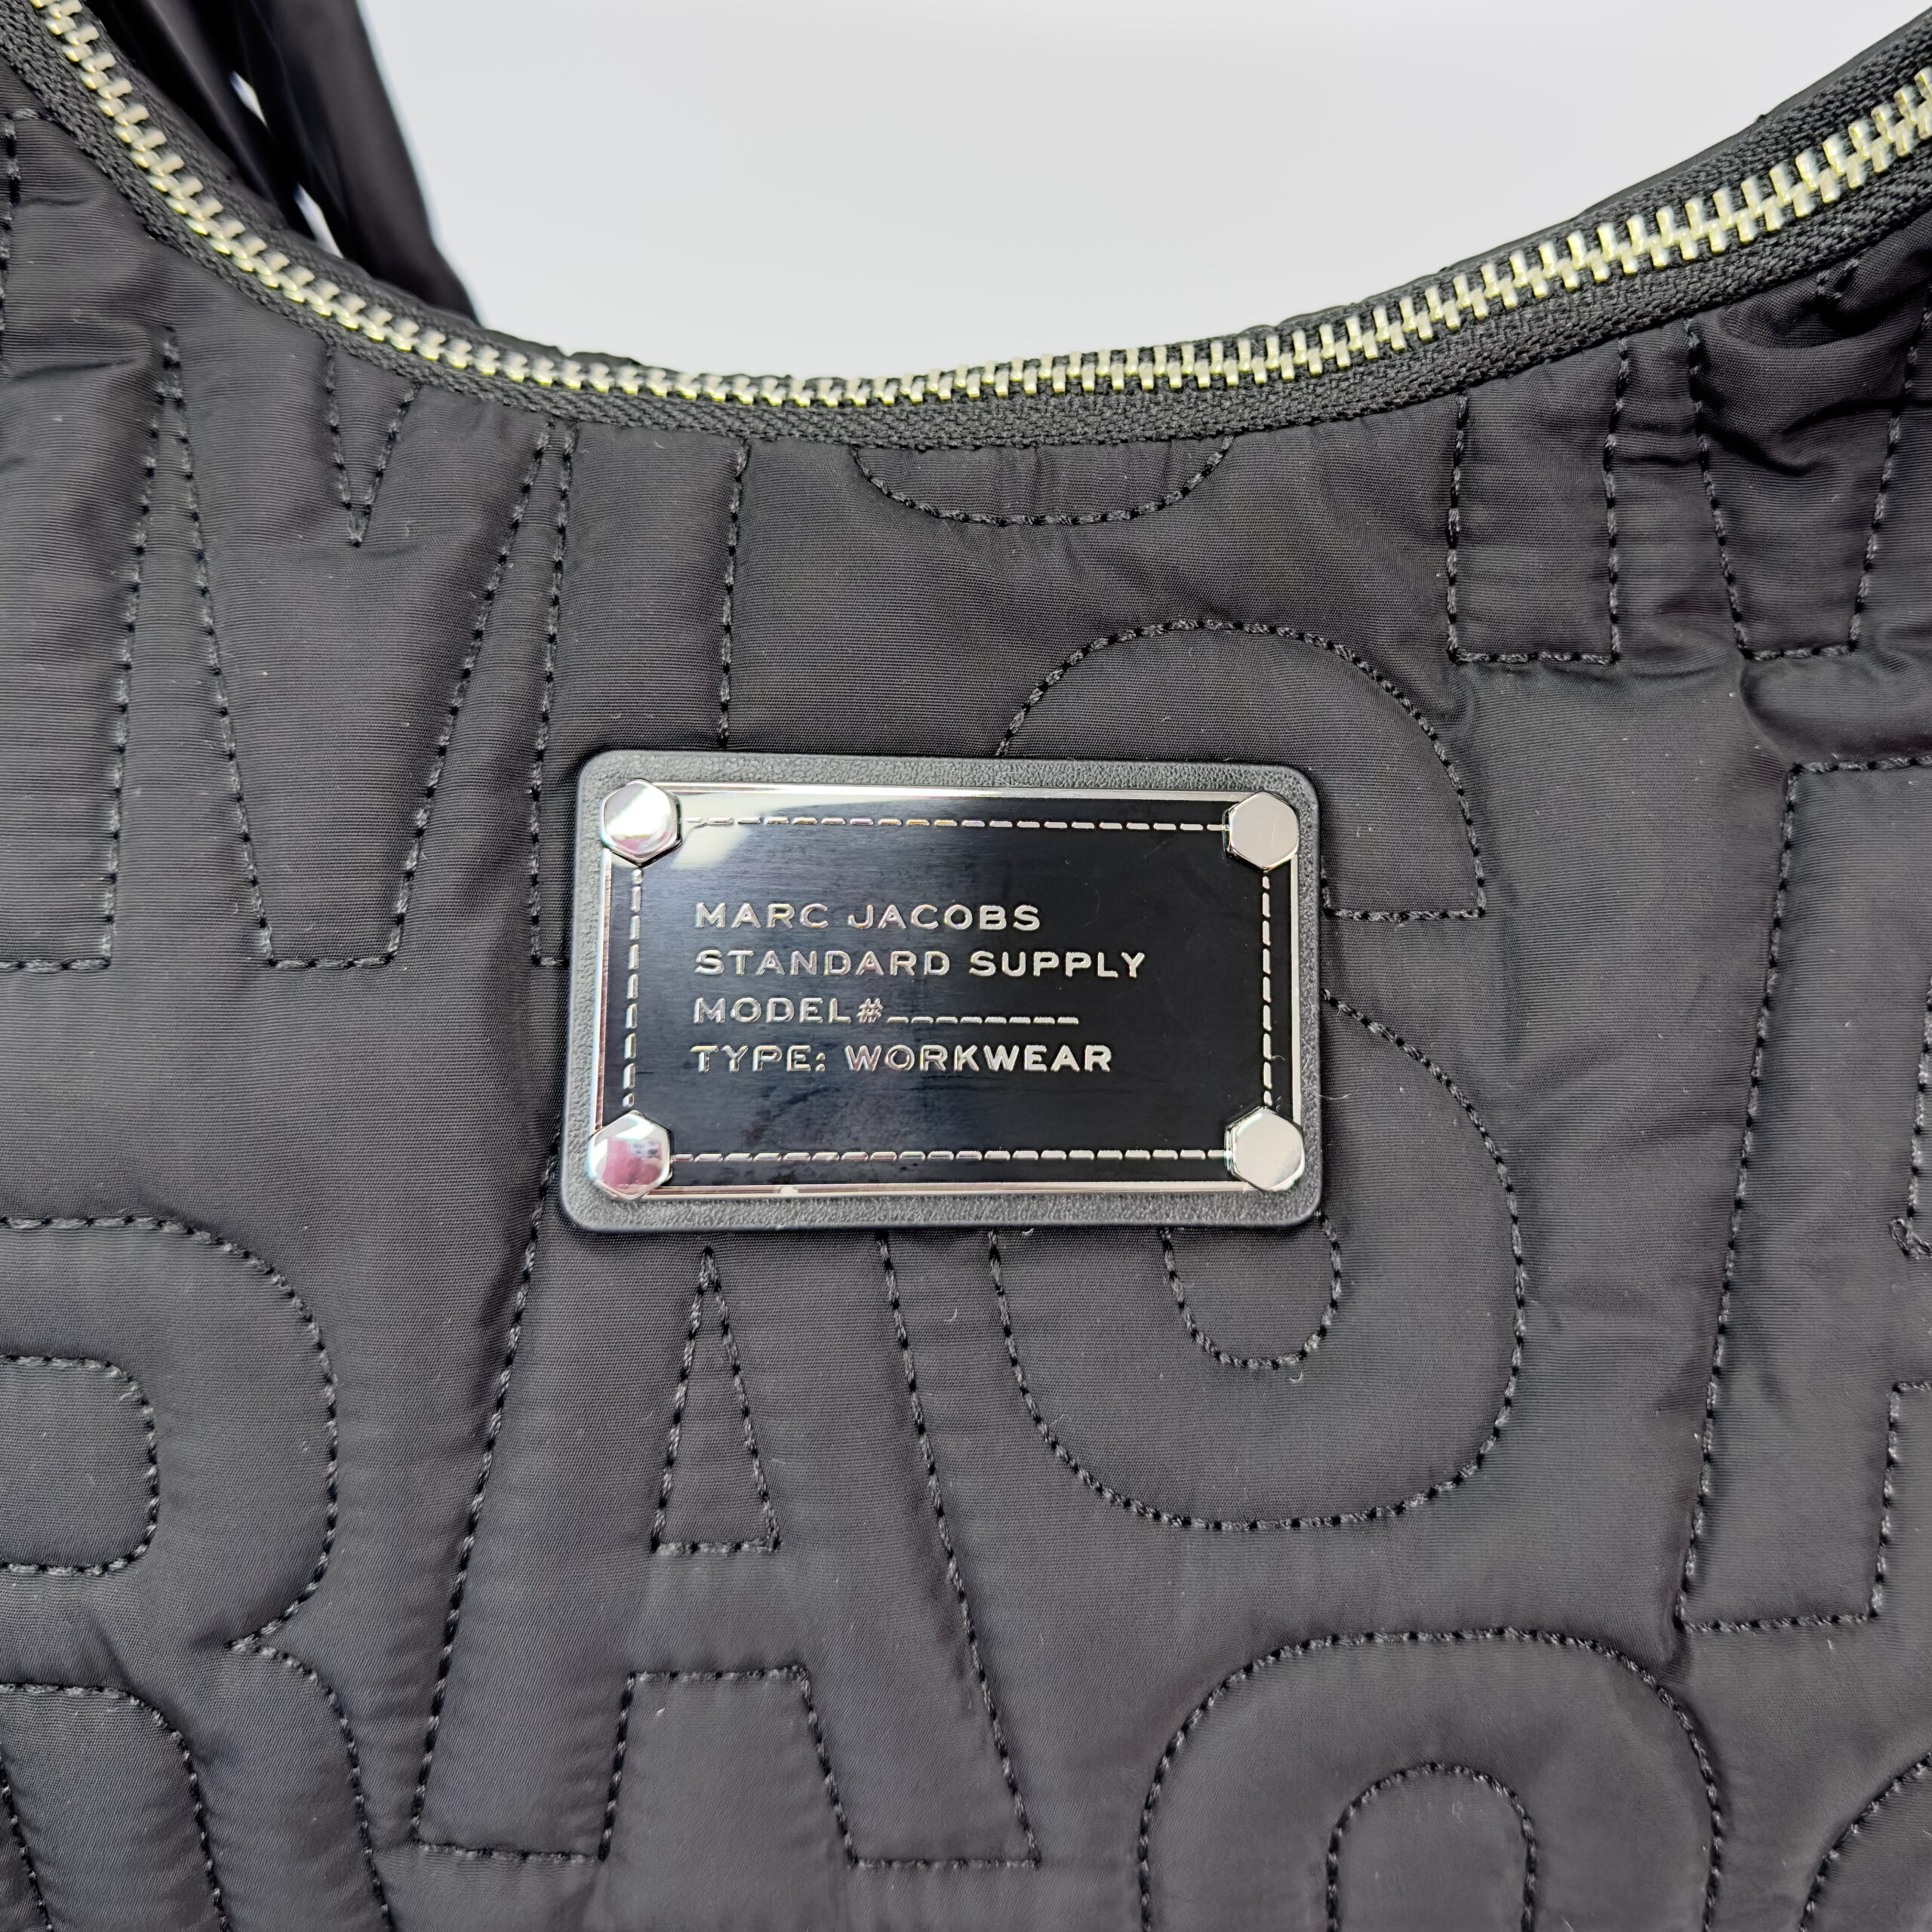 MARC JACOBS
STANDARD SUPPLY
MODEL#________
TYPE: WORKWEAR